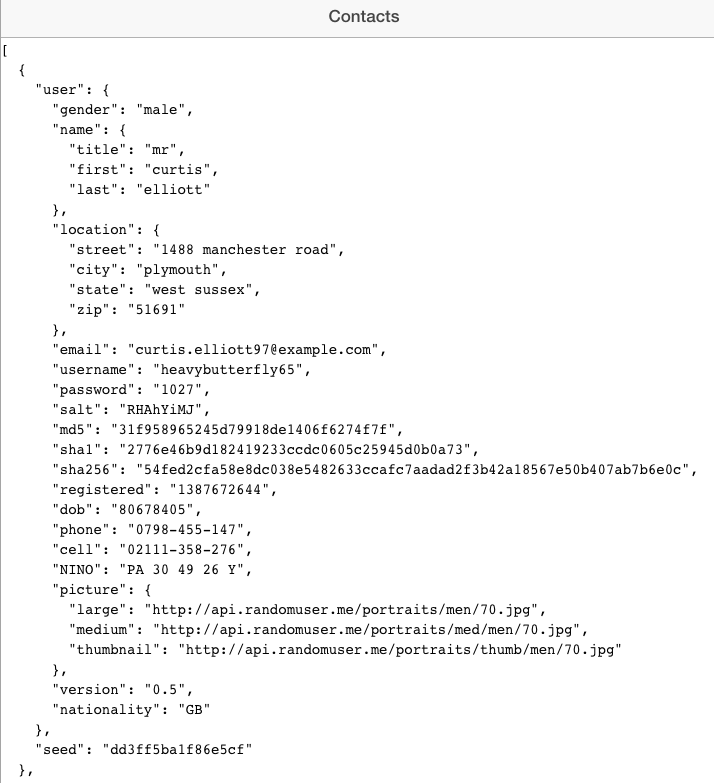 Contacts
[
  {
    "user": {
      "gender": "male",
      "name": {
        "title": "mr",
        "first": "curtis",
        "last": "elliott"
      },
      "location": {
        "street": "1488 manchester road",
        "city": "plymouth",
        "state": "west sussex",
        "zip": "51691"
      },
      "email": "curtis.elliott97@example.com",
      "username": "heavybutterfly65",
      "password": "1027",
      "salt": "RHAhYiMJ",
      "md5": "31f958965245d79918de1406f6274f7f",
      "sha1": "2776e46b9d182419233ccdc0605c25945d0b0a73",
      "sha256": "54fed2cfa58e8dc038e5482633ccafc7aadad2f3b42a18567e50b407ab7b6e0c",
      "registered": "1387672644",
      "dob": "80678405",
      "phone": "0798-455-147",
      "cell": "02111-358-276",
      "NINO": "PA 30 49 26 Y",
      "picture": {
        "large": "http://api.randomuser.me/portraits/men/70.jpg",
        "medium": "http://api.randomuser.me/portraits/med/men/70.jpg",
        "thumbnail": "http://api.randomuser.me/portraits/thumb/men/70.jpg"
      },
      "version": "0.5",
      "nationality": "GB"
    },
    "seed": "dd3ff5ba1f86e5cf"
  },